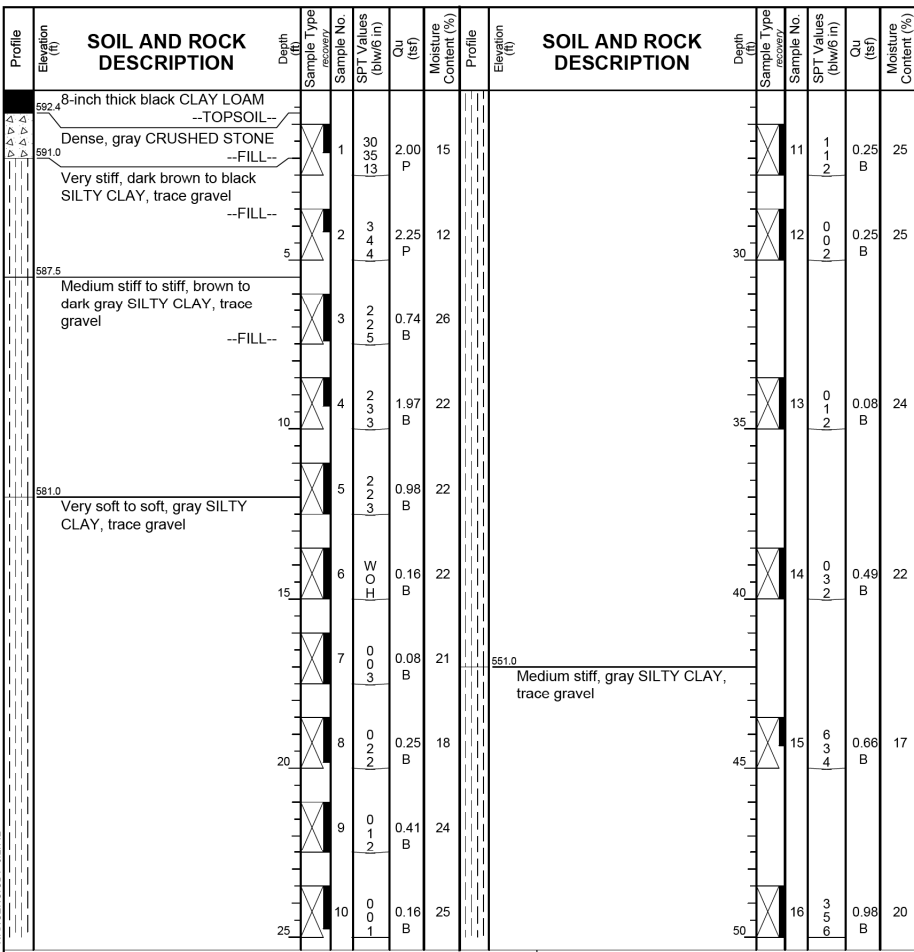 Profile
Elevation
(ft)
SOIL AND ROCK
DESCRIPTION
Depth
(ft)
Sample Type
recovery
Sample No.
SPT Values
(blw/6 in)
Qu
(tsf)
Moisture
Content (%)
592.4
8-inch thick black CLAY LOAM
--TOPSOIL--
Dense, gray CRUSHED STONE
591.0
--FILL--
1
30
35
13
2.00
P
15
Very stiff, dark brown to black
SILTY CLAY, trace gravel
--FILL--
5
2
3
4
4
2.25
P
12
587.5
Medium stiff to stiff, brown to
dark gray SILTY CLAY, trace
gravel
--FILL--
3
2
2
5
0.74
B
26
10
4
2
3
3
1.97
B
22
581.0
5
2
2
3
0.98
B
22
Very soft to soft, gray SILTY
CLAY, trace gravel
15
6
W
O
H
0.16
B
22
7
0
0
3
0.08
B
21
20
8
0
2
2
0.25
B
18
9
0
1
2
0.41
B
24
25
10
0
0
1
0.16
B
25
Profile
Elevation
(ft)
SOIL AND ROCK
DESCRIPTION
Depth
(ft)
Sample Type
recovery
Sample No.
SPT Values
(blw/6 in)
Qu
(tsf)
Moisture
Content (%)
11
1
1
2
0.25
B
25
30
12
0
0
2
0.25
B
25
35
13
0
1
2
0.08
B
24
40
14
0
3
2
0.49
B
22
551.0
Medium stiff, gray SILTY CLAY,
trace gravel
45
15
6
3
4
0.66
B
17
50
16
3
5
6
0.98
B
20